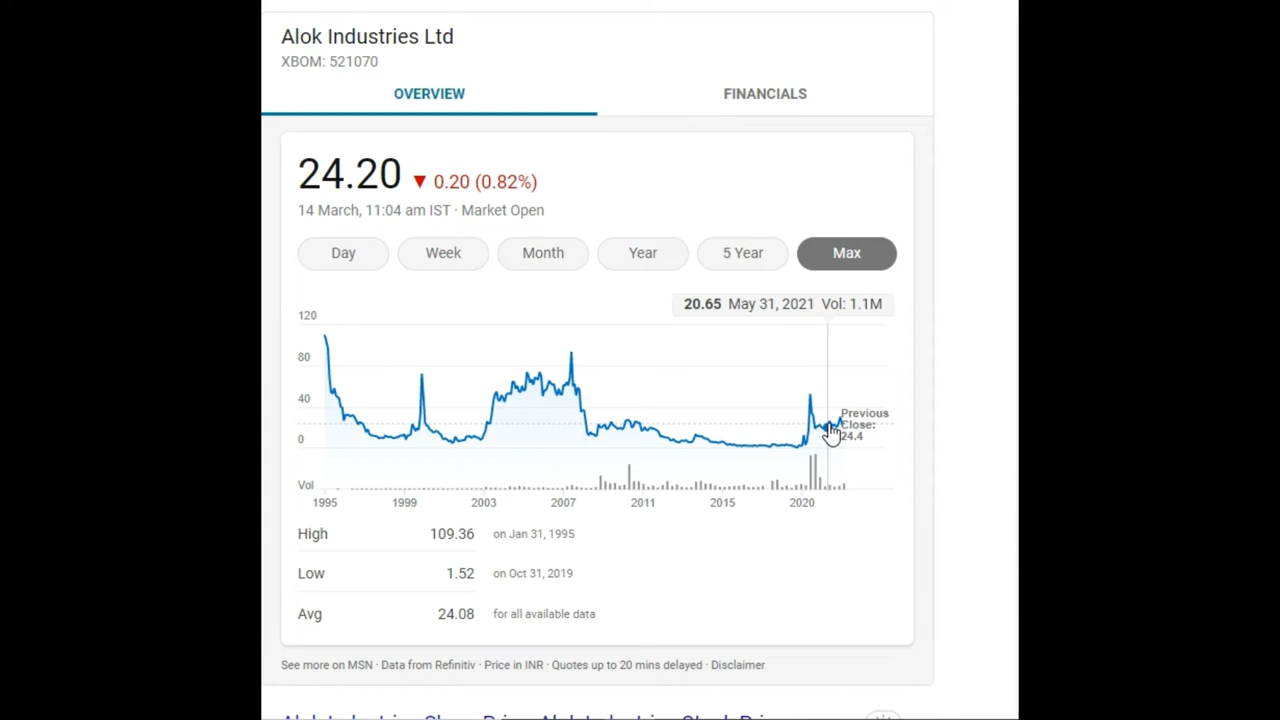 Alok Industries Ltd
XBOM: 521070
OVERVIEW FINANCIALS
24.20 ▼ 0.20 (0.82%)
14 March, 11:04 am IST · Market Open
Day Week Month Year 5 Year Max
20.65 May 31, 2021 Vol: 1.1M
120
80
40
Previous
Close:
24.4
0
Vol
1995 1999 2003 2007 2011 2015 2020
High 109.36 on Jan 31, 1995
Low 1.52 on Oct 31, 2019
Avg 24.08 for all available data
See more on MSN · Data from Refinitiv · Price in INR · Quotes up to 20 mins delayed · Disclaimer